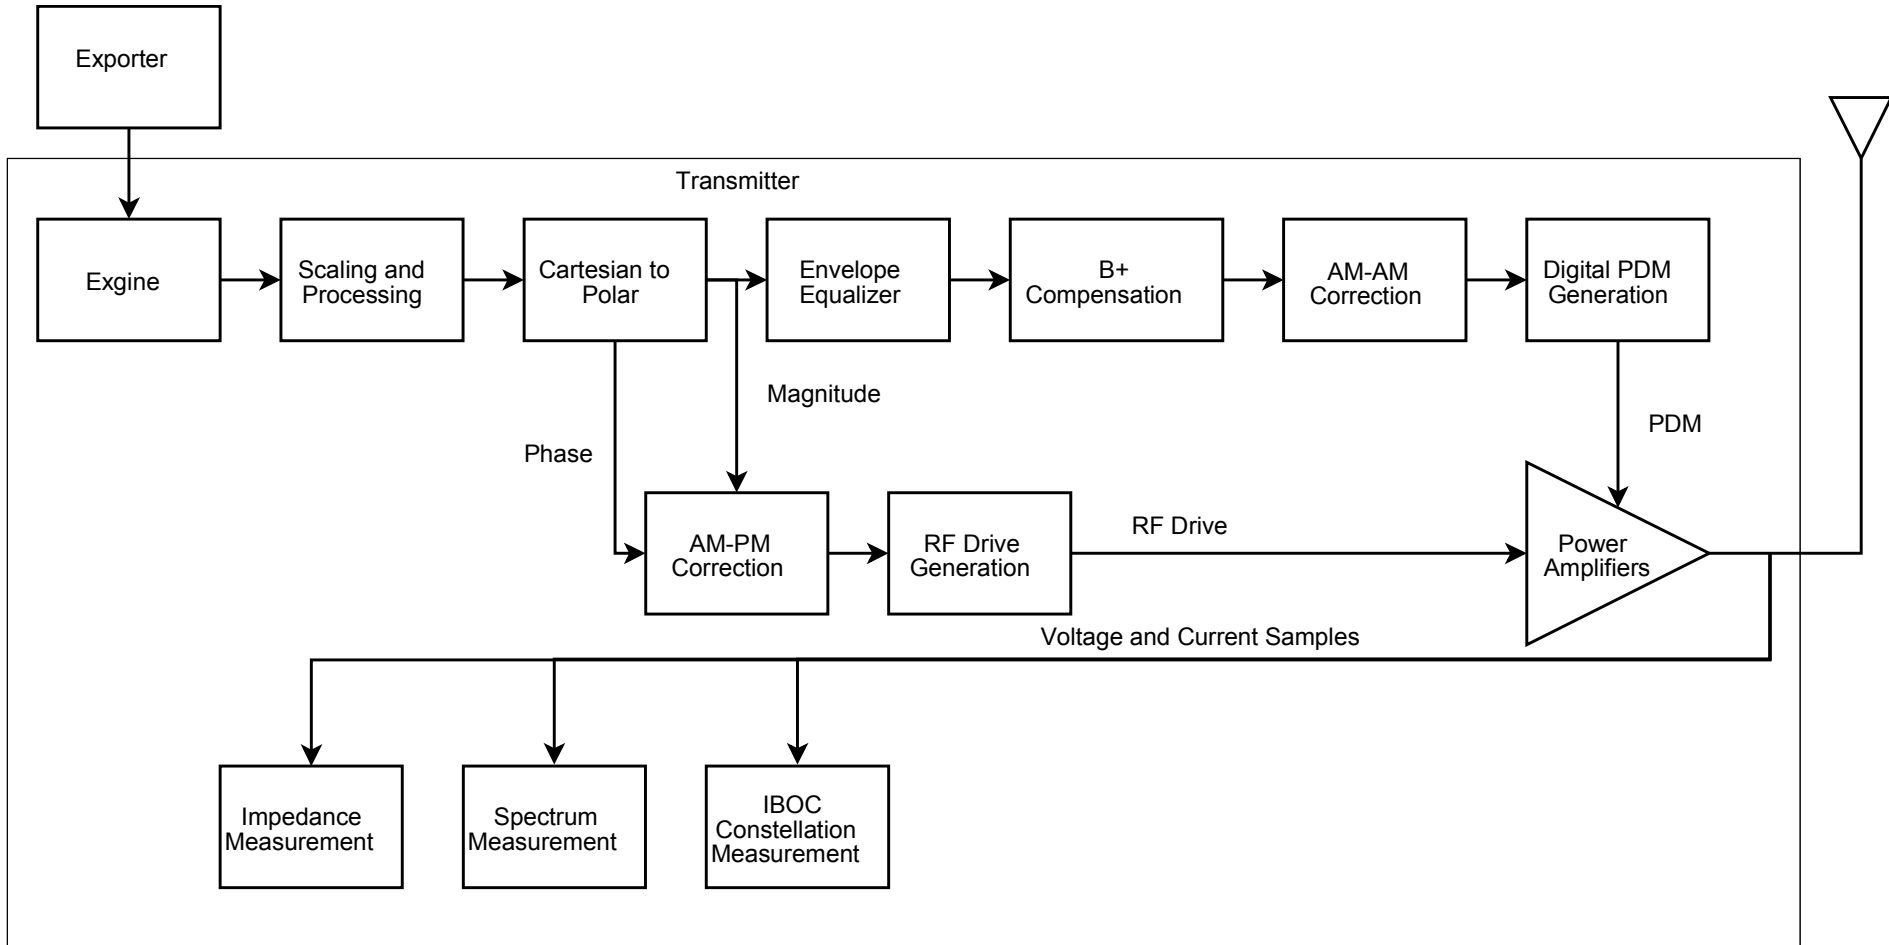 Exporter
Transmitter
Exgine
Scaling and
Processing
Cartesian to
Polar
Envelope
Equalizer
B+
Compensation
AM-AM
Correction
Digital PDM
Generation
Magnitude
Phase
PDM
AM-PM
Correction
RF Drive
Generation
RF Drive
Power
Amplifiers
Voltage and Current Samples
Impedance
Measurement
Spectrum
Measurement
IBOC
Constellation
Measurement